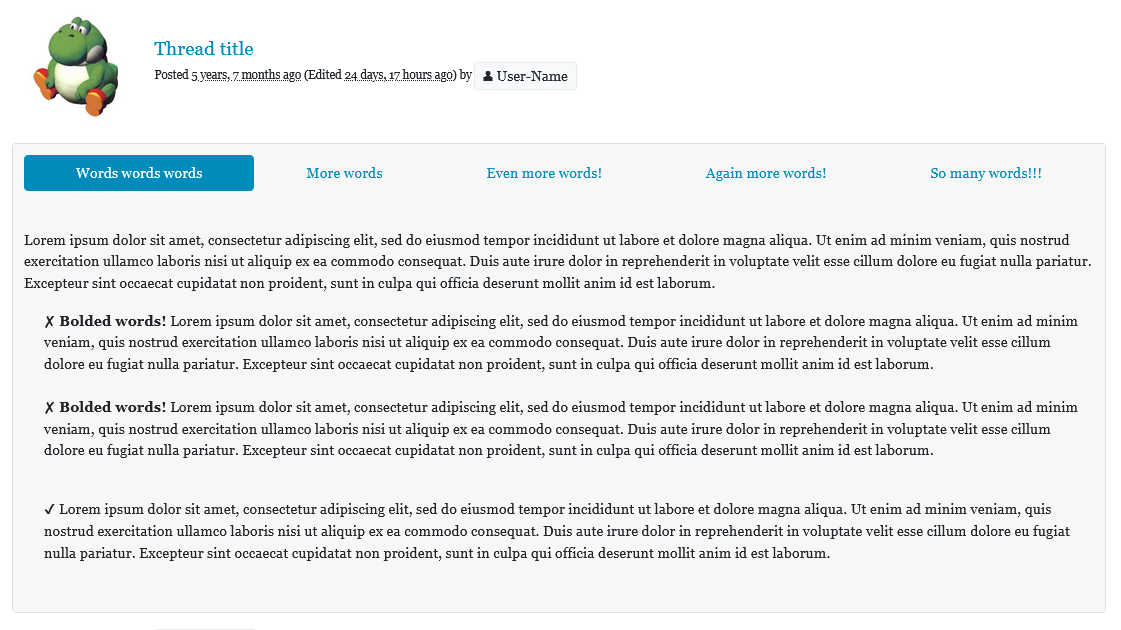 Thread title
Posted 5 years, 7 months ago (Edited 24 days, 17 hours ago) by User-Name
Words words words More words Even more words! Again more words! So many words!!!
Lorem ipsum dolor sit amet, consectetur adipiscing elit, sed do eiusmod tempor incididunt ut labore et dolore magna aliqua. Ut enim ad minim veniam, quis nostrud
exercitation ullamco laboris nisi ut aliquip ex ea commodo consequat. Duis aute irure dolor in reprehenderit in voluptate velit esse cillum dolore eu fugiat nulla pariatur.
Excepteur sint occaecat cupidatat non proident, sunt in culpa qui officia deserunt mollit anim id est laborum.
✗ Bolded words! Lorem ipsum dolor sit amet, consectetur adipiscing elit, sed do eiusmod tempor incididunt ut labore et dolore magna aliqua. Ut enim ad minim
veniam, quis nostrud exercitation ullamco laboris nisi ut aliquip ex ea commodo consequat. Duis aute irure dolor in reprehenderit in voluptate velit esse cillum
dolore eu fugiat nulla pariatur. Excepteur sint occaecat cupidatat non proident, sunt in culpa qui officia deserunt mollit anim id est laborum.
✗ Bolded words! Lorem ipsum dolor sit amet, consectetur adipiscing elit, sed do eiusmod tempor incididunt ut labore et dolore magna aliqua. Ut enim ad minim
veniam, quis nostrud exercitation ullamco laboris nisi ut aliquip ex ea commodo consequat. Duis aute irure dolor in reprehenderit in voluptate velit esse cillum
dolore eu fugiat nulla pariatur. Excepteur sint occaecat cupidatat non proident, sunt in culpa qui officia deserunt mollit anim id est laborum.
✓ Lorem ipsum dolor sit amet, consectetur adipiscing elit, sed do eiusmod tempor incididunt ut labore et dolore magna aliqua. Ut enim ad minim veniam, quis
nostrud exercitation ullamco laboris nisi ut aliquip ex ea commodo consequat. Duis aute irure dolor in reprehenderit in voluptate velit esse cillum dolore eu fugiat
nulla pariatur. Excepteur sint occaecat cupidatat non proident, sunt in culpa qui officia deserunt mollit anim id est laborum.